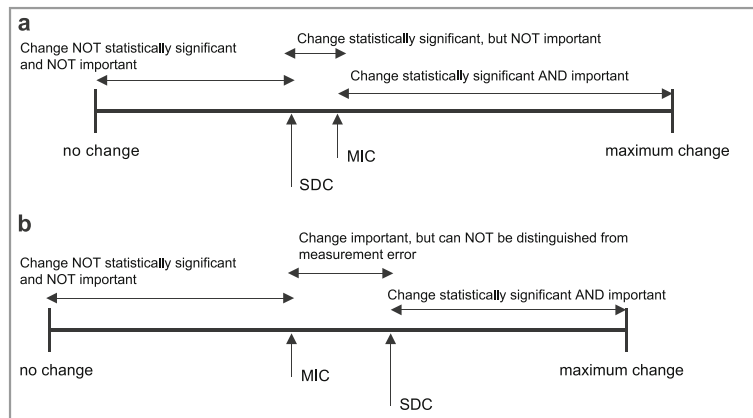 a
Change NOT statistically significant
and NOT important
Change statistically significant, but NOT important
Change statistically significant AND important
no change
MIC
maximum change
SDC
b
Change important, but can NOT be distinguished from
measurement error
Change NOT statistically significant
and NOT important
Change statistically significant AND important
no change
MIC
maximum change
SDC